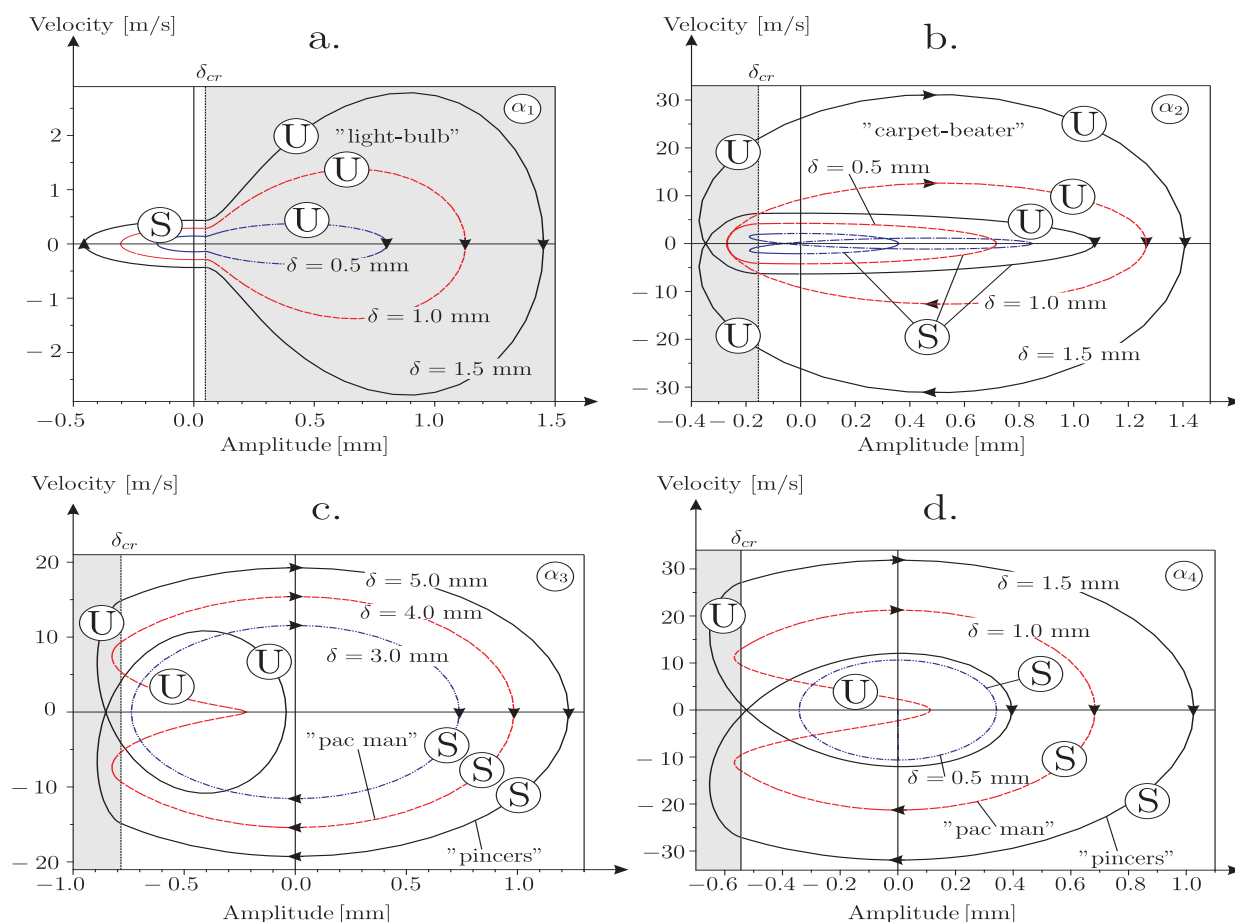 Velocity [m/s]
a.
δcr
α1
"light-bulb"
U
U
U
S
δ = 0.5 mm
δ = 1.0 mm
δ = 1.5 mm
2
1
0
−1
−2
−0.5
0.0
0.5
1.0
1.5
Amplitude [mm]
Velocity [m/s]
b.
δcr
α2
"carpet-beater"
U
U
U
U
U
S
δ = 0.5 mm
δ = 1.0 mm
δ = 1.5 mm
30
20
10
0
−10
−20
−30
−0.4
−0.2
0.0
0.2
0.4
0.6
0.8
1.0
1.2
1.4
Amplitude [mm]
Velocity [m/s]
c.
δcr
α3
δ = 5.0 mm
δ = 4.0 mm
δ = 3.0 mm
U
U
U
"pac man"
S
S
S
"pincers"
20
10
0
−10
−20
−1.0
−0.5
0.0
0.5
1.0
Amplitude [mm]
Velocity [m/s]
d.
δcr
α4
δ = 1.5 mm
δ = 1.0 mm
U
U
S
δ = 0.5 mm
S
S
"pac man"
"pincers"
30
20
10
0
−10
−20
−30
−0.6
−0.4
−0.2
0.0
0.2
0.4
0.6
0.8
1.0
Amplitude [mm]